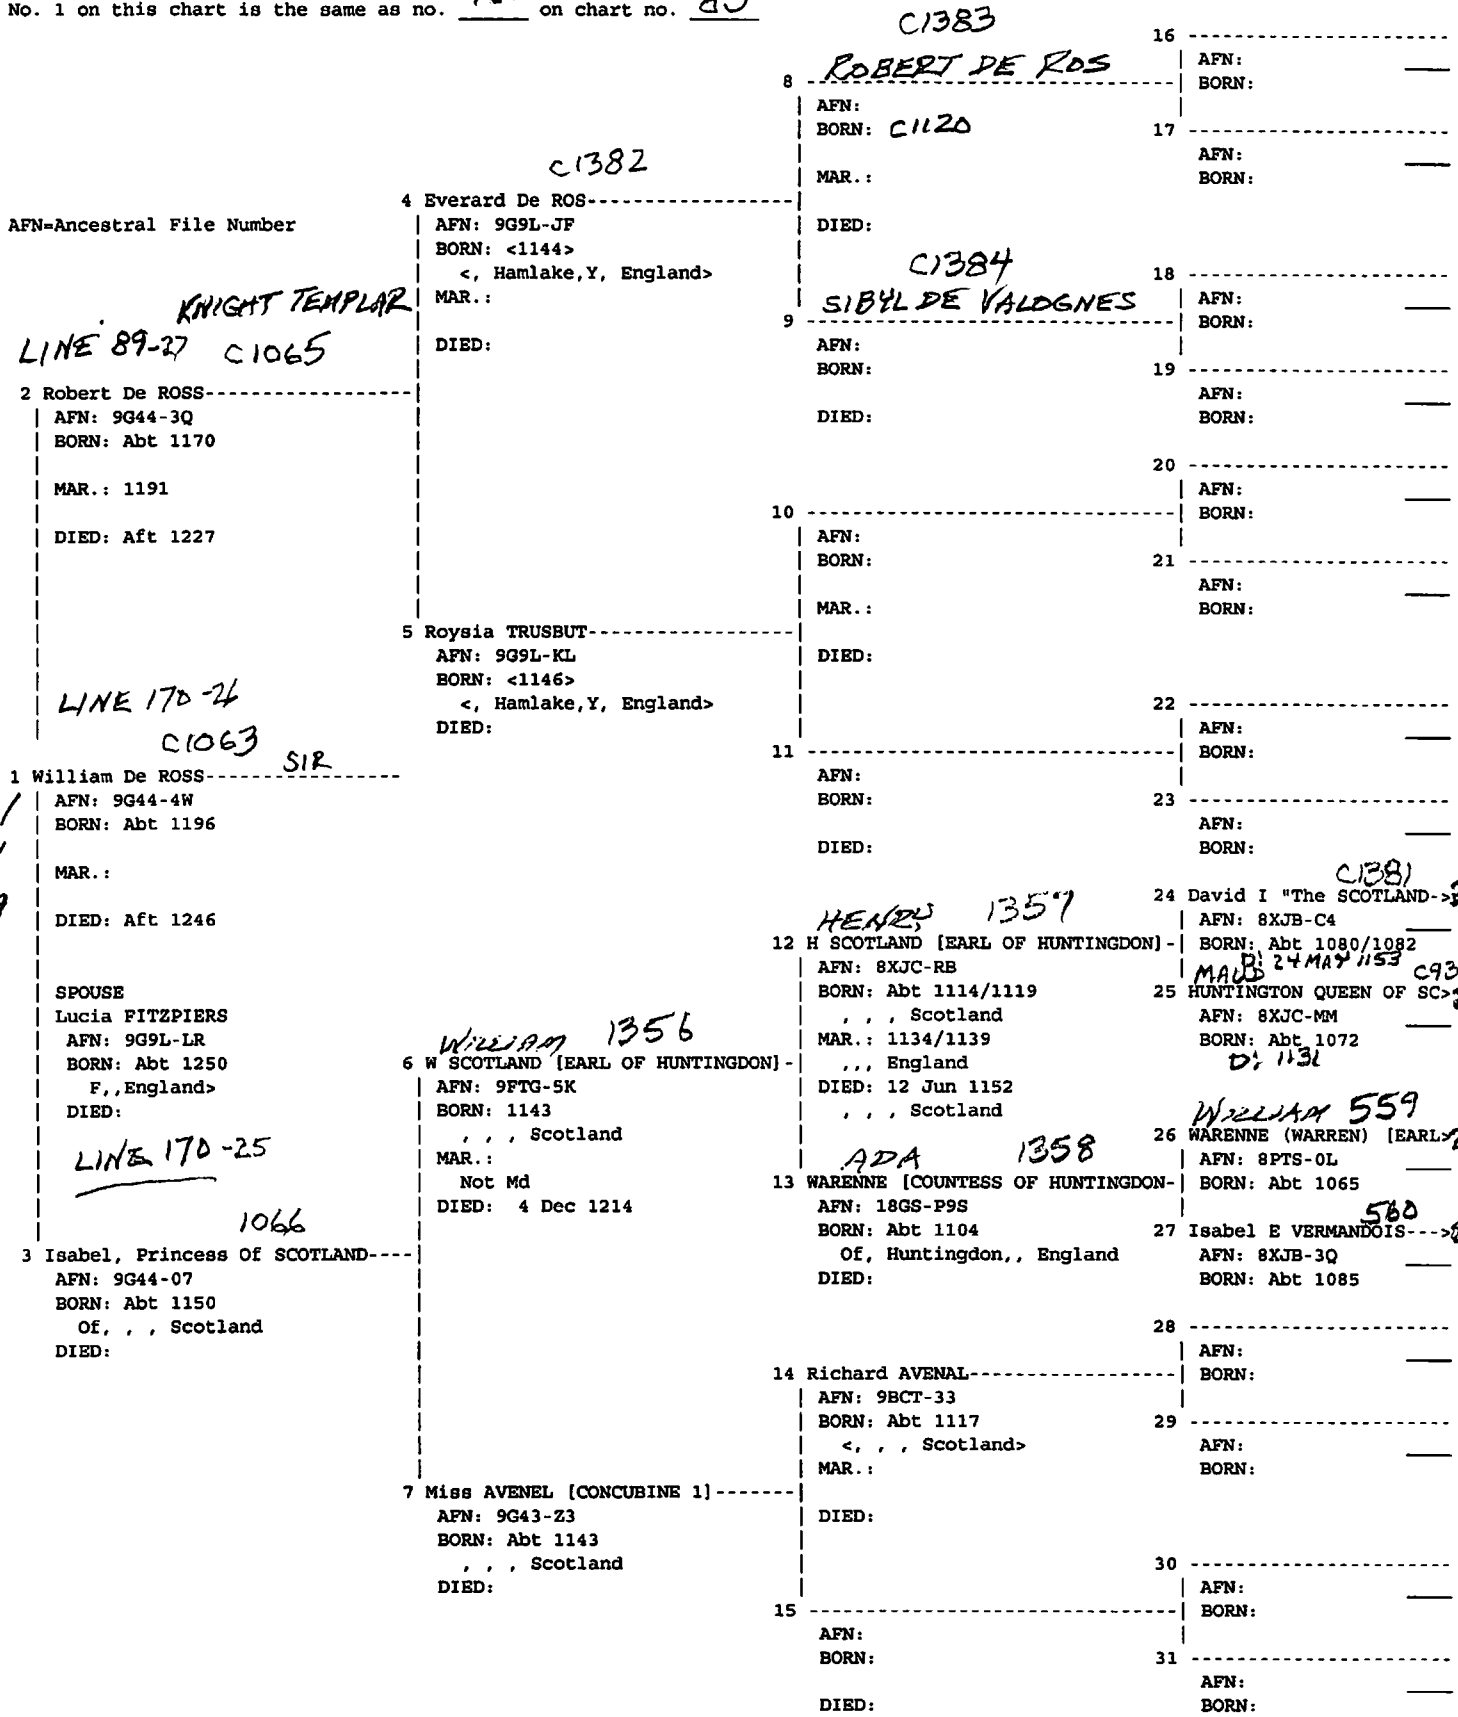 No. 1 on this chart is the same as no. ____ on chart no. ____
C1383
16
AFN:
BORN:
ROBERT DE ROS
8
AFN:
BORN: C1120
MAR.:
DIED:
17
AFN:
BORN:
C1382
4 Everard De ROS
AFN: 9G9L-JF
BORN: <1144>
<, Hamlake,Y, England>
MAR.:
DIED:
AFN=Ancestral File Number
C1384
18
AFN:
BORN:
SIBYL DE VALOGNES
9
AFN:
BORN:
DIED:
19
AFN:
BORN:
KNIGHT TEMPLAR
LINE 89-27 C1065
2 Robert De ROSS
AFN: 9G44-3Q
BORN: Abt 1170
MAR.: 1191
DIED: Aft 1227
20
AFN:
BORN:
10
AFN:
BORN:
MAR.:
DIED:
21
AFN:
BORN:
5 Roysia TRUSBUT
AFN: 9G9L-KL
BORN: <1146>
<, Hamlake,Y, England>
DIED:
22
AFN:
BORN:
11
AFN:
BORN:
DIED:
23
AFN:
BORN:
LINE 170-26
C1063
SIR
1 William De ROSS
AFN: 9G44-4W
BORN: Abt 1196
MAR.:
DIED: Aft 1246
SPOUSE
Lucia FITZPIERS
AFN: 9G9L-LR
BORN: Abt 1250
F,,England>
DIED:
LINE 170-25
C1381
24 David I "The SCOTLAND->
AFN: 8XJB-C4
BORN: Abt 1080/1082
D: 24 MAY 1153
HENRY 1357
12 H SCOTLAND [EARL OF HUNTINGDON]-
AFN: 8XJC-RB
BORN: Abt 1114/1119
, , , Scotland
MAR.: 1134/1139
,,, England
DIED: 12 Jun 1152
, , , Scotland
MAUD C93
25 HUNTINGTON QUEEN OF SC>
AFN: 8XJC-MM
BORN: Abt 1072
D: 1131
WILLIAM 1356
6 W SCOTLAND [EARL OF HUNTINGDON]-
AFN: 9FTG-5K
BORN: 1143
, , , Scotland
MAR.:
Not Md
DIED: 4 Dec 1214
WILLIAM 559
26 WARENNE (WARREN) [EARL>
AFN: 8PTS-0L
BORN: Abt 1065
ADA 1358
13 WARENNE [COUNTESS OF HUNTINGDON-
AFN: 18GS-P9S
BORN: Abt 1104
Of, Huntingdon,, England
DIED:
560
27 Isabel E VERMANDOIS--->
AFN: 8XJB-3Q
BORN: Abt 1085
1066
3 Isabel, Princess Of SCOTLAND----
AFN: 9G44-07
BORN: Abt 1150
Of, , , Scotland
DIED:
28
AFN:
BORN:
14 Richard AVENAL
AFN: 9BCT-33
BORN: Abt 1117
<, , , Scotland>
MAR.:
DIED:
29
AFN:
BORN:
7 Miss AVENEL [CONCUBINE 1]-------
AFN: 9G43-Z3
BORN: Abt 1143
, , , Scotland
DIED:
30
AFN:
BORN:
15
AFN:
BORN:
DIED:
31
AFN:
BORN: